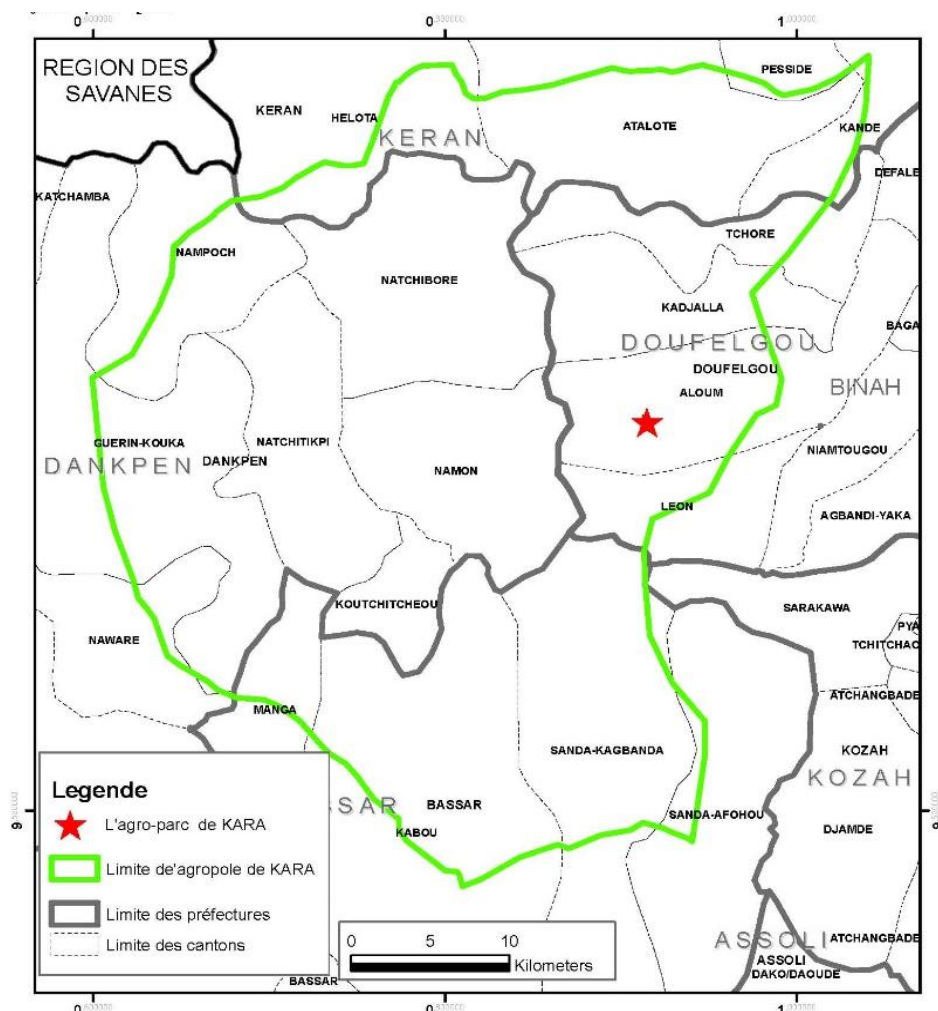 REGION DES
SAVANES
PESSIDE
KERAN
HELOTA
ATALOTE
KERAN
KANDE
DEFALE
KATCHAMBA
TCHORE
NAMPOCH
NATCHIBORE
KADJALLA
BAGA
DOUFELGOU
DOUFELGOU
BINAH
ALOUM
GUERIN-KOUKA
NATCHITIKPI
DANKPEN
DANKPEN
NAMON
NIAMTOUGOU
LEON
AGBANDI-YAKA
KOUTCHITCHEOU
SARAKAWA
NAWARE
PYA
TCHITCHAO
MANGA
ATCHANGBADE
SANDA-KAGBANDA
KOZAH
KOZAH
SSAR
BASSAR
SANDA-AFOHOU
KABOU
DJAMDE
Legende
L'agro-parc de KARA
Limite de'agropole de KARA
Limite des préfectures
Limite des cantons
0 5 10
Kilometers
ASSOLI
ATCHANGBADE
ASSOLI
DAKO/DAOUDE
BASSAR